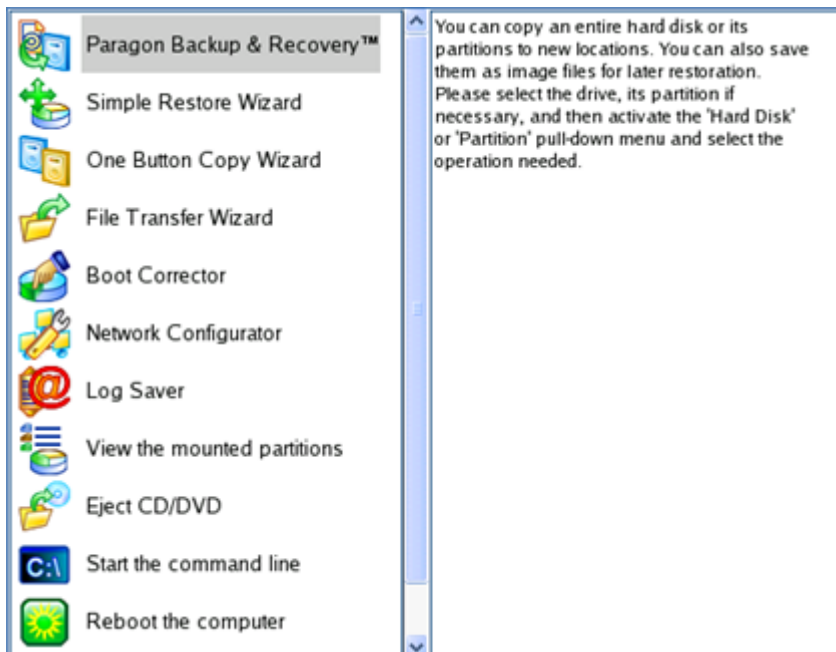 Paragon Backup & Recovery™
Simple Restore Wizard
One Button Copy Wizard
File Transfer Wizard
Boot Corrector
Network Configurator
Log Saver
View the mounted partitions
Eject CD/DVD
C:\
Start the command line
Reboot the computer
You can copy an entire hard disk or its
partitions to new locations. You can also save
them as image files for later restoration.
Please select the drive, its partition if
necessary, and then activate the 'Hard Disk'
or 'Partition' pull-down menu and select the
operation needed.